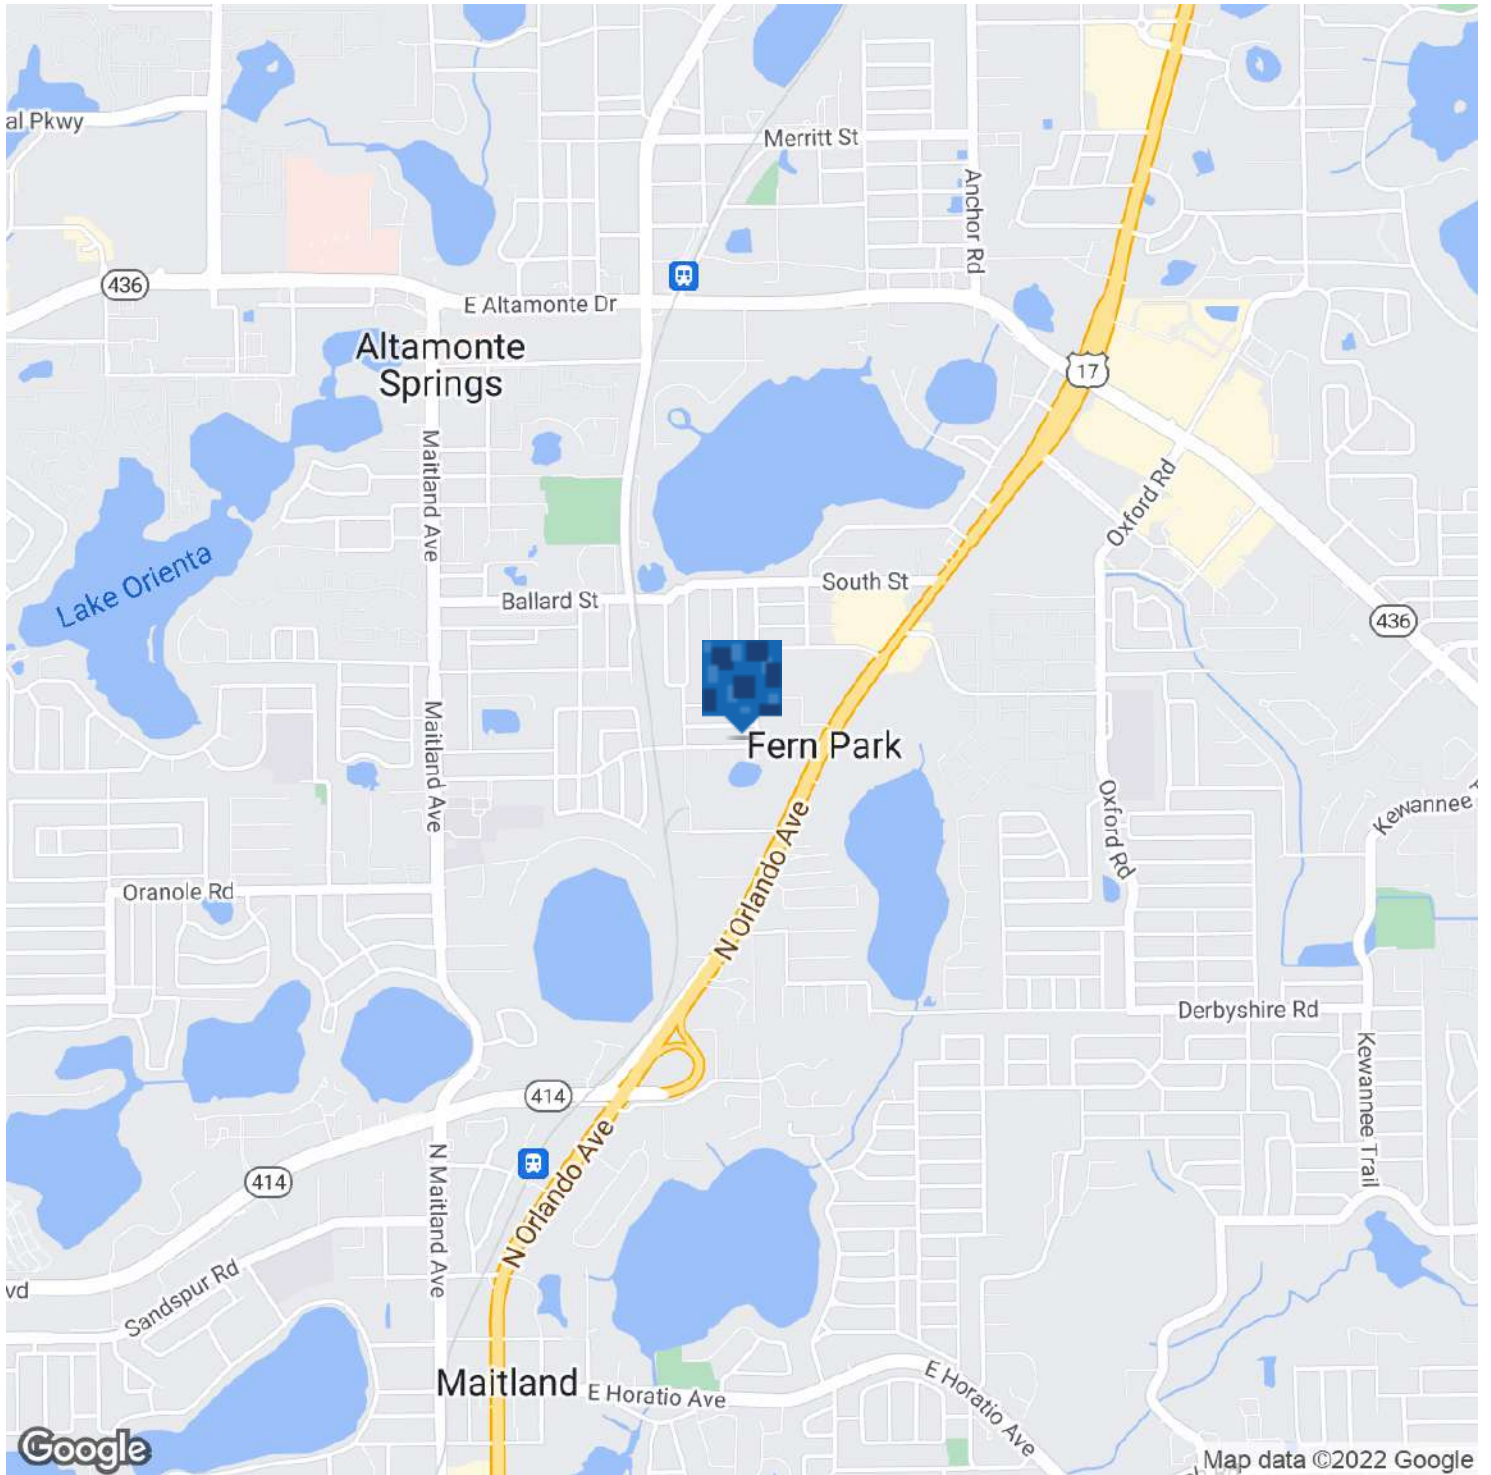 al Pkwy
Merritt St
Anchor Rd
436
E Altamonte Dr
Altamonte
Springs
17
Maitland Ave
Oxford Rd
Lake Orienta
Ballard St
South St
436
Maitland Ave
Fern Park
Oxford Rd
Kewannee
N Orlando Ave
Oranole Rd
Derbyshire Rd
Kewannee Trail
414
414
N Maitland Ave
N Orlando Ave
vd
Sandspur Rd
Maitland
E Horatio Ave
E Horatio Ave
Google
Map data ©2022 Google